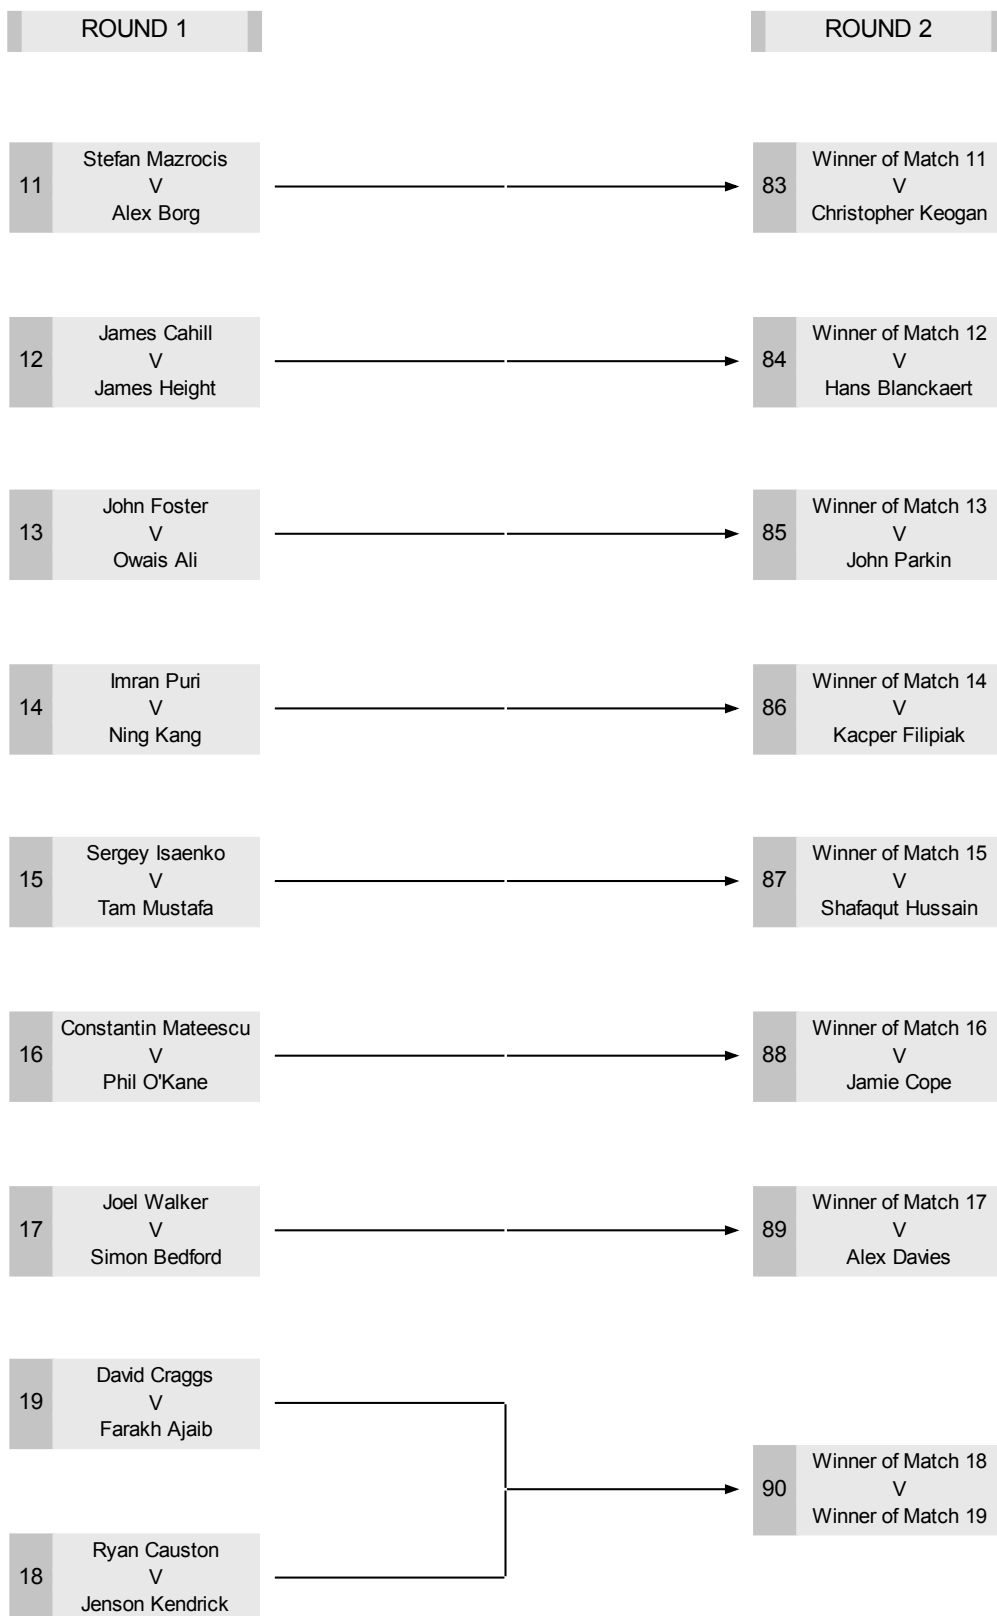 ROUND 1
ROUND 2
11
Stefan Mazrocis
V
Alex Borg
83
Winner of Match 11
V
Christopher Keogan
12
James Cahill
V
James Height
84
Winner of Match 12
V
Hans Blanckaert
13
John Foster
V
Owais Ali
85
Winner of Match 13
V
John Parkin
14
Imran Puri
V
Ning Kang
86
Winner of Match 14
V
Kacper Filipiak
15
Sergey Isaenko
V
Tam Mustafa
87
Winner of Match 15
V
Shafaqut Hussain
16
Constantin Mateescu
V
Phil O'Kane
88
Winner of Match 16
V
Jamie Cope
17
Joel Walker
V
Simon Bedford
89
Winner of Match 17
V
Alex Davies
19
David Craggs
V
Farakh Ajaib
90
Winner of Match 18
V
Winner of Match 19
18
Ryan Causton
V
Jenson Kendrick